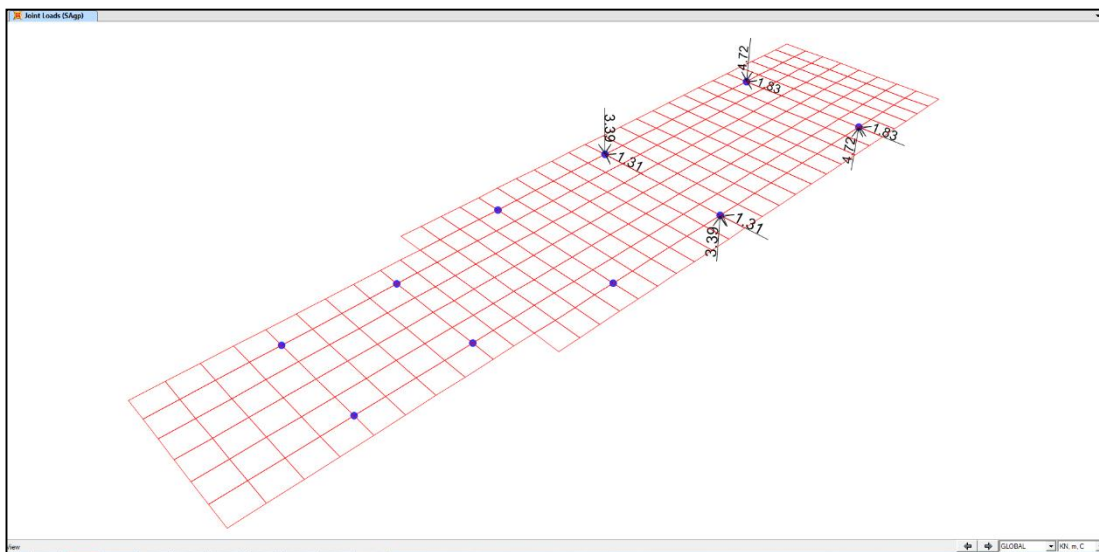 Joint Loads (SAgp)
4.72
1.83
3.39
1.31
4.72
1.83
3.39
1.31
View
GLOBAL
KN, m, C